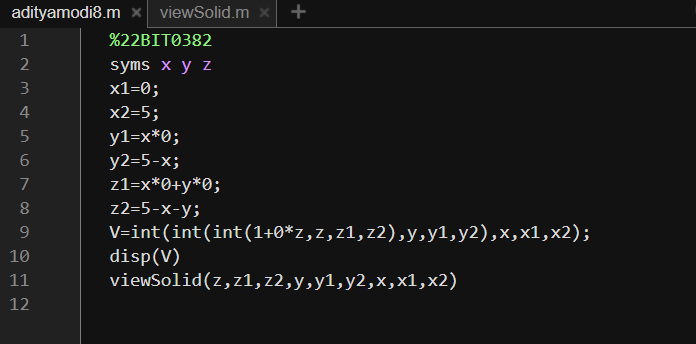 adityamodi8.m × viewSolid.m × +
1 %22BIT0382
2 syms x y z
3 x1=0;
4 x2=5;
5 y1=x*0;
6 y2=5-x;
7 z1=x*0+y*0;
8 z2=5-x-y;
9 V=int(int(int(1+0*z,z,z1,z2),y,y1,y2),x,x1,x2);
10 disp(V)
11 viewSolid(z,z1,z2,y,y1,y2,x,x1,x2)
12